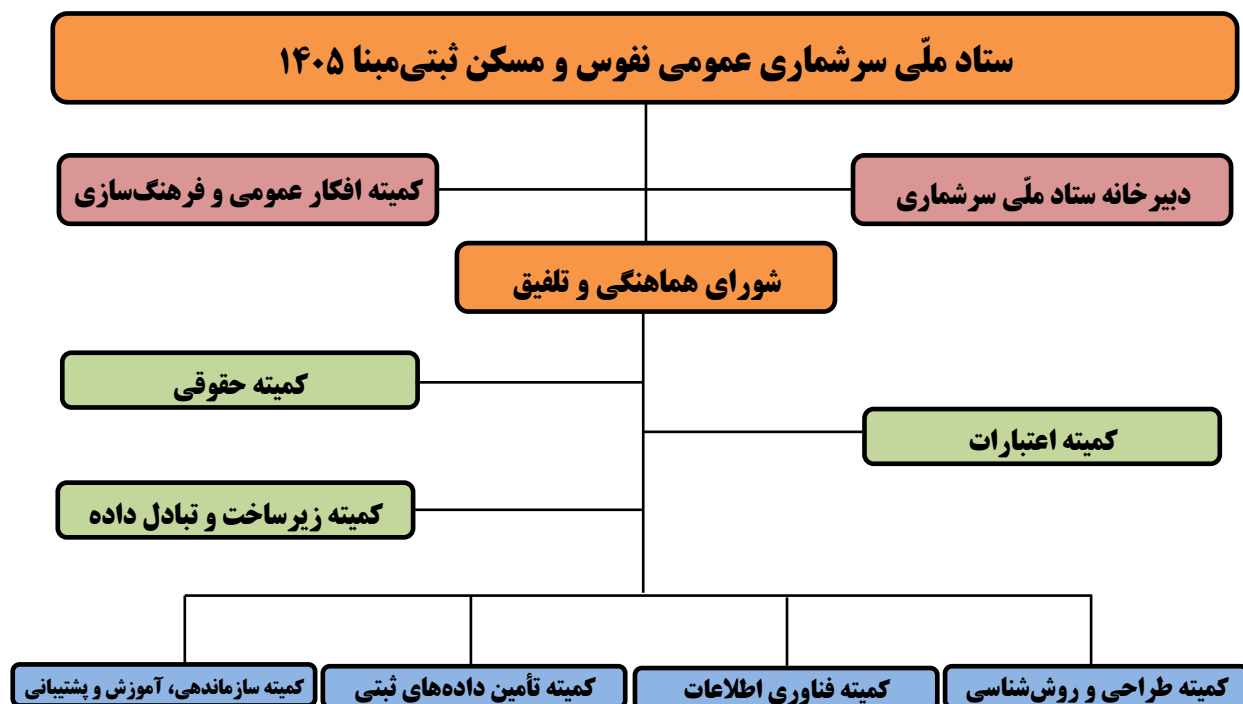 ستاد ملّی سرشماری عمومی نفوس و مسکن ثبتی‌مبنا ۱۴۰۵
دبیرخانه ستاد ملّی سرشماری
کمیته افکار عمومی و فرهنگ‌سازی
شورای هماهنگی و تلفیق
کمیته حقوقی
کمیته اعتبارات
کمیته زیرساخت و تبادل داده
کمیته طراحی و روش‌شناسی
کمیته فناوری اطلاعات
کمیته تأمین داده‌های ثبتی
کمیته سازماندهی، آموزش و پشتیبانی